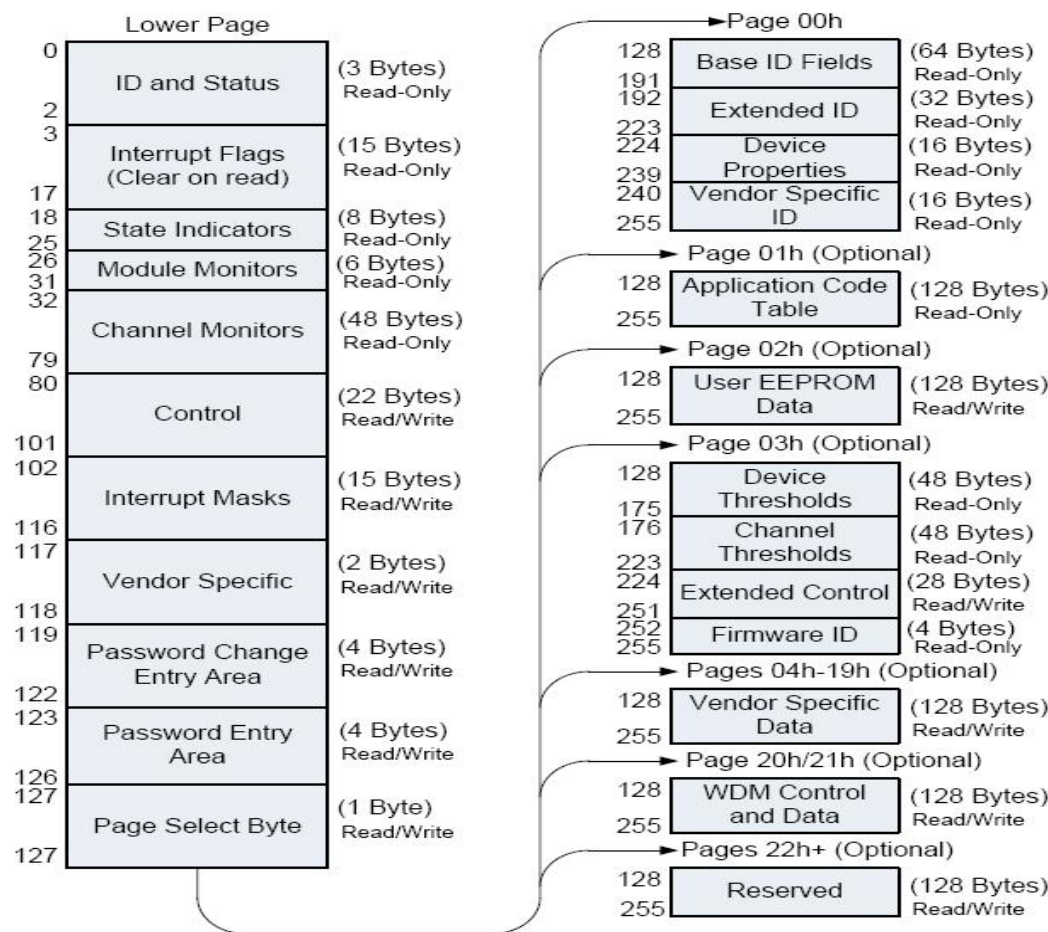 Lower Page
0
ID and Status
2
(3 Bytes)
Read-Only
3
Interrupt Flags
(Clear on read)
17
(15 Bytes)
Read-Only
18
State Indicators
25
(8 Bytes)
Read-Only
26
Module Monitors
31
(6 Bytes)
Read-Only
32
Channel Monitors
79
(48 Bytes)
Read-Only
80
Control
101
(22 Bytes)
Read/Write
102
Interrupt Masks
116
(15 Bytes)
Read/Write
117
Vendor Specific
118
(2 Bytes)
Read/Write
119
Password Change
Entry Area
122
(4 Bytes)
Read/Write
123
Password Entry
Area
126
(4 Bytes)
Read/Write
127
Page Select Byte
127
(1 Byte)
Read/Write
Page 00h
128
Base ID Fields
191
(64 Bytes)
Read-Only
192
Extended ID
223
(32 Bytes)
Read-Only
224
Device
Properties
239
(16 Bytes)
Read-Only
240
Vendor Specific
ID
255
(16 Bytes)
Read-Only
Page 01h (Optional)
128
Application Code
Table
255
(128 Bytes)
Read-Only
Page 02h (Optional)
128
User EEPROM
Data
255
(128 Bytes)
Read/Write
Page 03h (Optional)
128
Device
Thresholds
175
(48 Bytes)
Read-Only
176
Channel
Thresholds
223
(48 Bytes)
Read-Only
224
Extended Control
251
(28 Bytes)
Read/Write
252
Firmware ID
255
(4 Bytes)
Read-Only
Pages 04h-19h (Optional)
128
Vendor Specific
Data
255
(128 Bytes)
Read/Write
Page 20h/21h (Optional)
128
WDM Control
and Data
255
(128 Bytes)
Read/Write
Pages 22h+ (Optional)
128
Reserved
255
(128 Bytes)
Read/Write